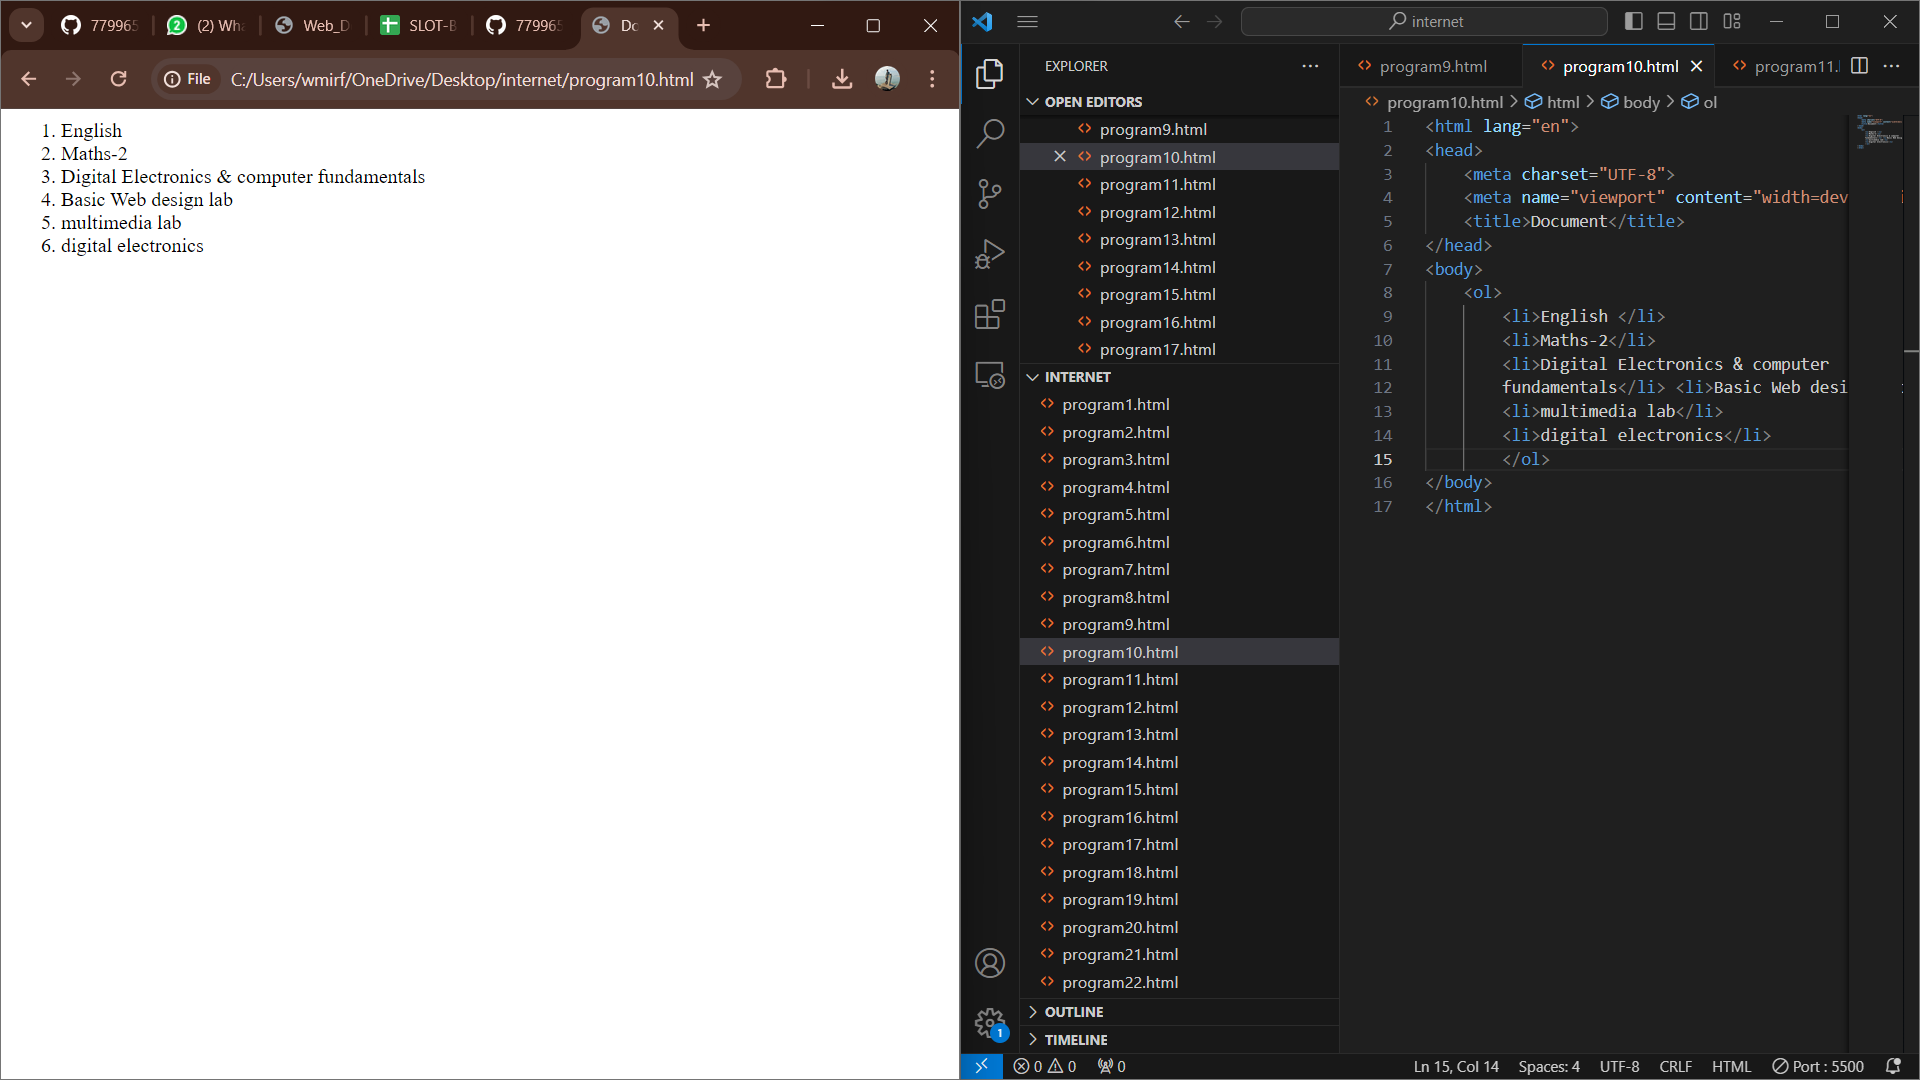 779965
(2) Wha
Web_D
SLOT-B
779965
Do
File
C:/Users/wmirf/OneDrive/Desktop/internet/program10.html
1. English
2. Maths-2
3. Digital Electronics & computer fundamentals
4. Basic Web design lab
5. multimedia lab
6. digital electronics
internet
EXPLORER
OPEN EDITORS
program9.html
program10.html
program11.html
program12.html
program13.html
program14.html
program15.html
program16.html
program17.html
INTERNET
program1.html
program2.html
program3.html
program4.html
program5.html
program6.html
program7.html
program8.html
program9.html
program10.html
program11.html
program12.html
program13.html
program14.html
program15.html
program16.html
program17.html
program18.html
program19.html
program20.html
program21.html
program22.html
OUTLINE
TIMELINE
1
program9.html
program10.html
program11.
program10.html > html > body > ol
1 <html lang="en">
2 <head>
3 <meta charset="UTF-8">
4 <meta name="viewport" content="width=dev
5 <title>Document</title>
6 </head>
7 <body>
8 <ol>
9 <li>English </li>
10 <li>Maths-2</li>
11 <li>Digital Electronics & computer
12 fundamentals</li> <li>Basic Web desi
13 <li>multimedia lab</li>
14 <li>digital electronics</li>
15 </ol>
16 </body>
17 </html>
0 0 0
Ln 15, Col 14
Spaces: 4
UTF-8
CRLF
HTML
Port : 5500